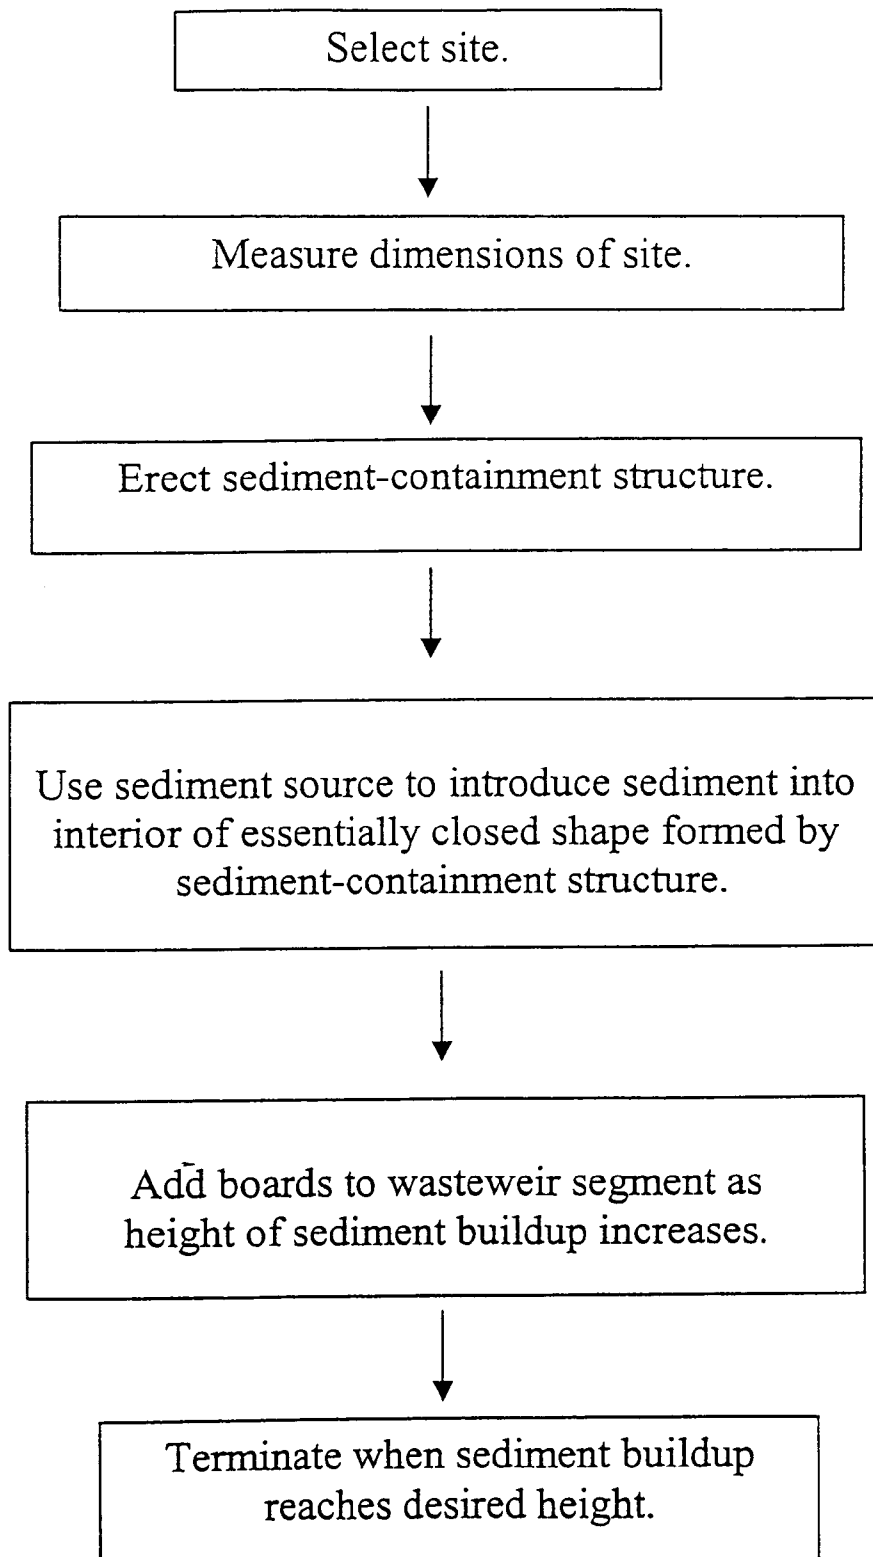 Select site.
Measure dimensions of site.
Erect sediment-containment structure.
Use sediment source to introduce sediment into
interior of essentially closed shape formed by
sediment-containment structure.
Add boards to wasteweir segment as
height of sediment buildup increases.
Terminate when sediment buildup
reaches desired height.